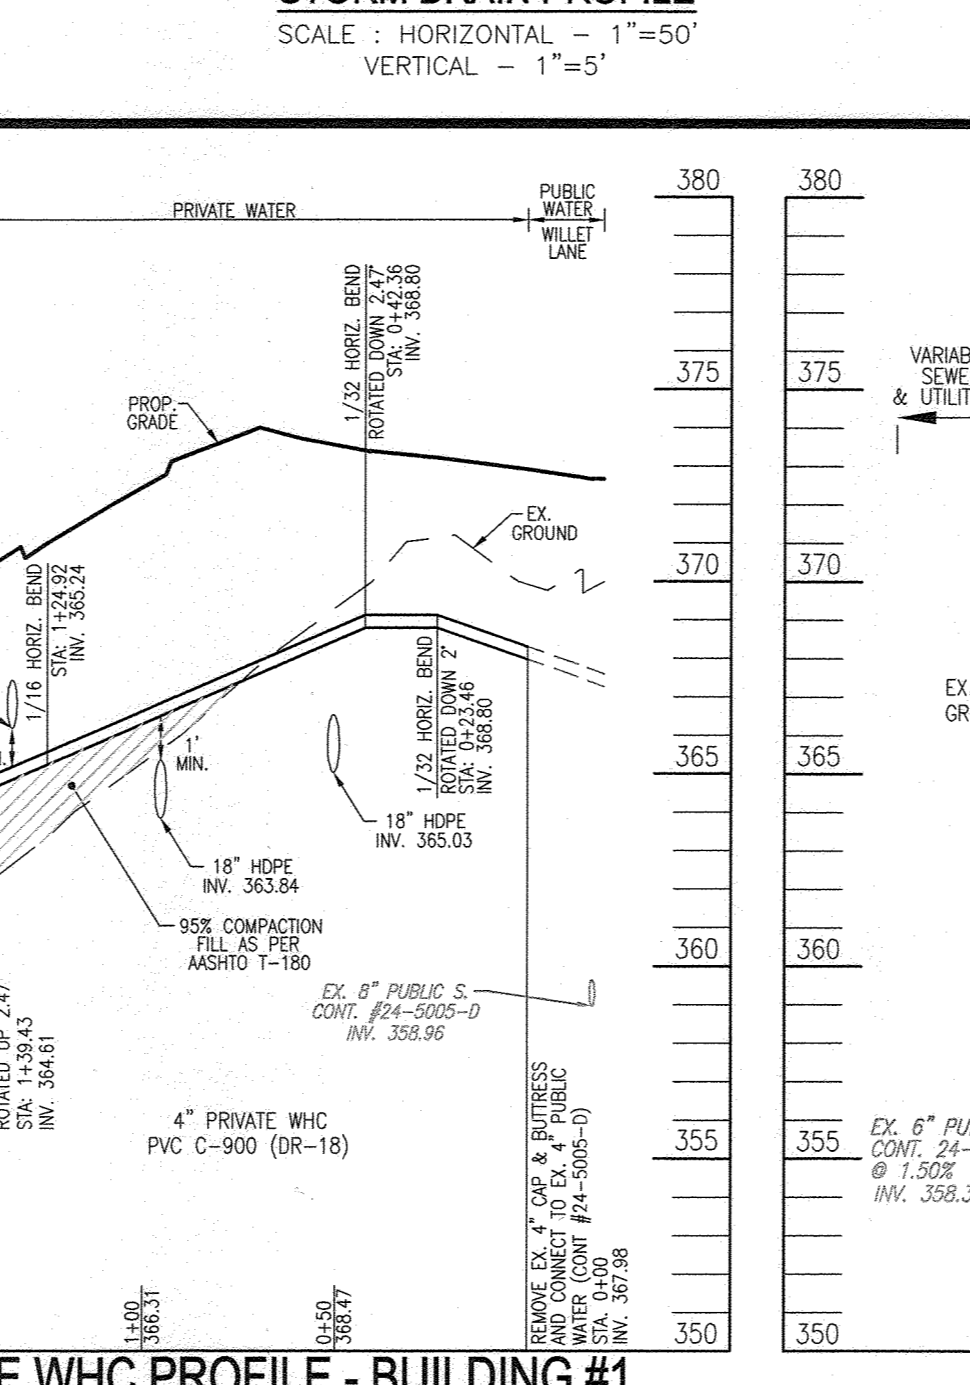 STORM DRAIN PROFILE
SCALE : HORIZONTAL - 1"=50'
VERTICAL - 1"=5'
PRIVATE WATER
PUBLIC
WATER
WILLET
LANE
380
380
1/32 HORIZ. BEND
ROTATED DOWN 2.47°
STA: 0+42.36
INV. 368.80
375
375
VARIAB
SEWE
& UTILIT
PROP.
GRADE
EX.
GROUND
370
370
1/16 HORIZ. BEND
STA: 1+24.92
INV. 365.24
1/32 HORIZ. BEND
ROTATED DOWN 2°
STA: 0+23.46
INV. 368.80
EX.
GR
1'
MIN.
365
365
18" HDPE
INV. 365.03
18" HDPE
INV. 363.84
95% COMPACTION
FILL AS PER
AASHTO T-180
360
360
EX. 8" PUBLIC S.
CONT. #24-5005-D
INV. 358.96
ROTATED UP 2.47
STA: 1+39.43
INV. 364.61
4" PRIVATE WHC
PVC C-900 (DR-18)
REMOVE EX. 4" CAP & BUTTRESS
AND CONNECT TO EX. 4" PUBLIC
WATER (CONT #24-5005-D)
STA. 0+00
INV. 367.98
355
355
EX. 6" PU
CONT. 24-
@ 1.50%
INV. 358.3
1+00
366.31
0+50
368.47
350
350
E WHC PROFILE - BUILDING #1